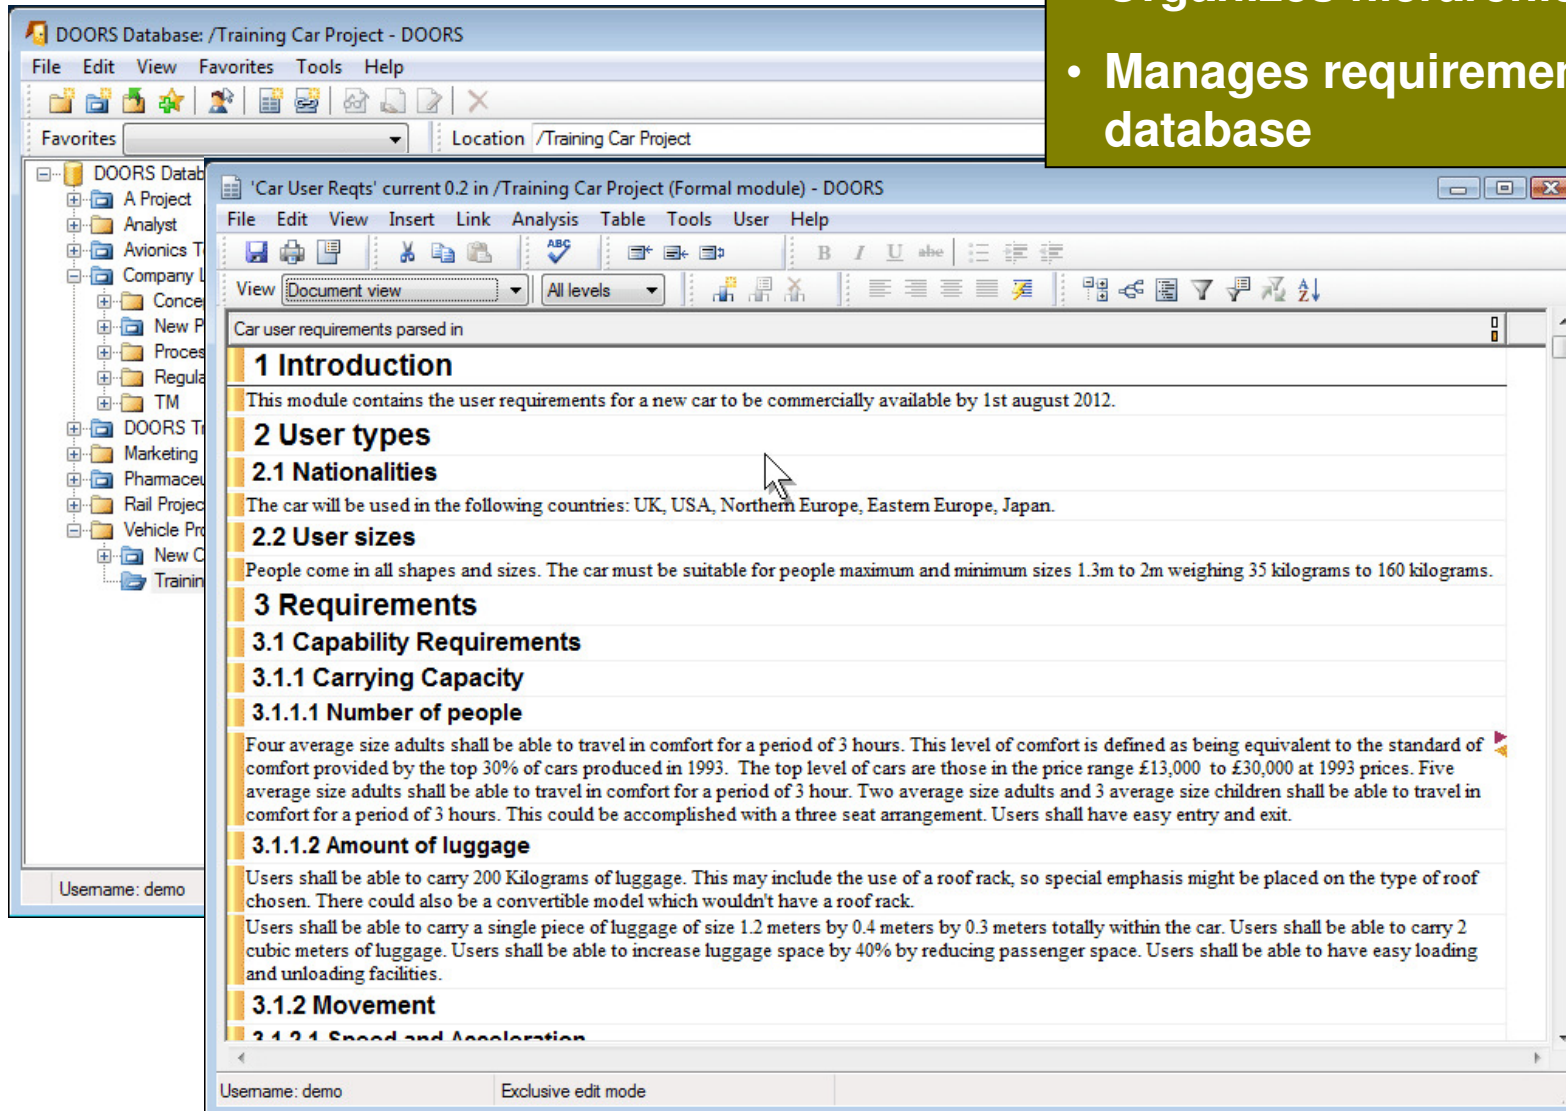 DOORS Database: /Training Car Project - DOORS
File Edit View Favorites Tools Help
Favorites Location /Training Car Project
• Manages requiremen
database
DOORS Datab
A Project
Analyst
Avionics T
Company L
Concep
New P
Proces
Regula
TM
DOORS Tr
Marketing
Pharmaceu
Rail Projec
Vehicle Pro
New C
Trainin
Username: demo
'Car User Reqts' current 0.2 in /Training Car Project (Formal module) - DOORS
File Edit View Insert Link Analysis Table Tools User Help
ABC
B I U abc
View Document view All levels
A Z
Car user requirements parsed in
1 Introduction
This module contains the user requirements for a new car to be commercially available by 1st august 2012.
2 User types
2.1 Nationalities
The car will be used in the following countries: UK, USA, Northern Europe, Eastern Europe, Japan.
2.2 User sizes
People come in all shapes and sizes. The car must be suitable for people maximum and minimum sizes 1.3m to 2m weighing 35 kilograms to 160 kilograms.
3 Requirements
3.1 Capability Requirements
3.1.1 Carrying Capacity
3.1.1.1 Number of people
Four average size adults shall be able to travel in comfort for a period of 3 hours. This level of comfort is defined as being equivalent to the standard of
comfort provided by the top 30% of cars produced in 1993. The top level of cars are those in the price range £13,000 to £30,000 at 1993 prices. Five
average size adults shall be able to travel in comfort for a period of 3 hour. Two average size adults and 3 average size children shall be able to travel in
comfort for a period of 3 hours. This could be accomplished with a three seat arrangement. Users shall have easy entry and exit.
3.1.1.2 Amount of luggage
Users shall be able to carry 200 Kilograms of luggage. This may include the use of a roof rack, so special emphasis might be placed on the type of roof
chosen. There could also be a convertible model which wouldn't have a roof rack.
Users shall be able to carry a single piece of luggage of size 1.2 meters by 0.4 meters by 0.3 meters totally within the car. Users shall be able to carry 2
cubic meters of luggage. Users shall be able to increase luggage space by 40% by reducing passenger space. Users shall be able to have easy loading
and unloading facilities.
3.1.2 Movement
3.1.2.1 Speed and Acceleration
Username: demo Exclusive edit mode